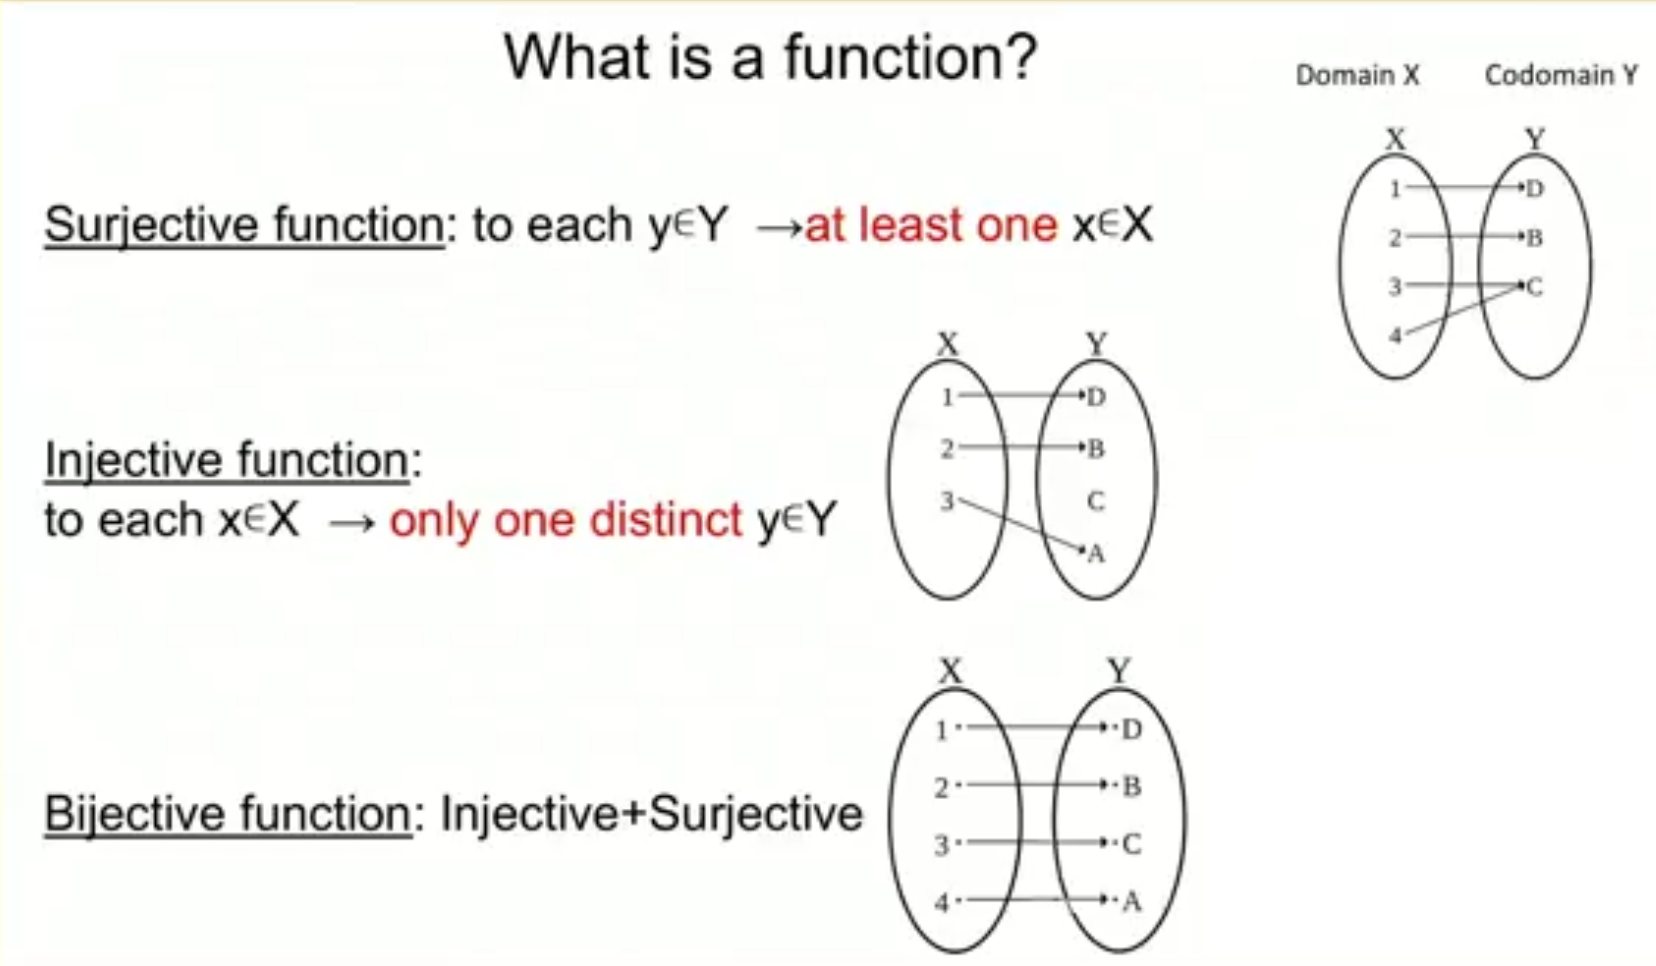 What is a function?
Domain X Codomain Y
X Y
1 D
2 B
3 C
4
Surjective function: to each y∈Y →at least one x∈X
X Y
1 D
2 B
3 C
A
Injective function:
to each x∈X → only one distinct y∈Y
X Y
1 D
2 B
3 C
4 A
Bijective function: Injective+Surjective